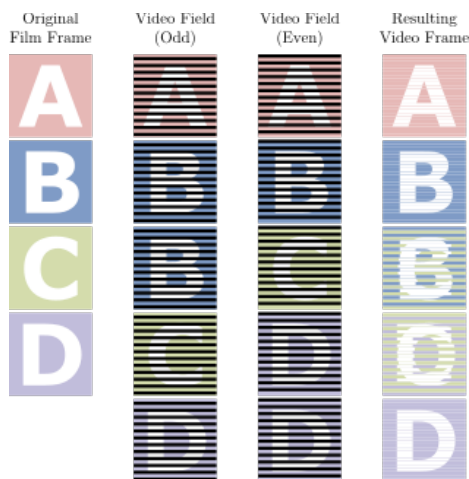 Original Video Field Video Field Resulting
Film Frame (Odd) (Even) Video Frame
A A A A
B B B B
C B C B C
D C D C D
D D D